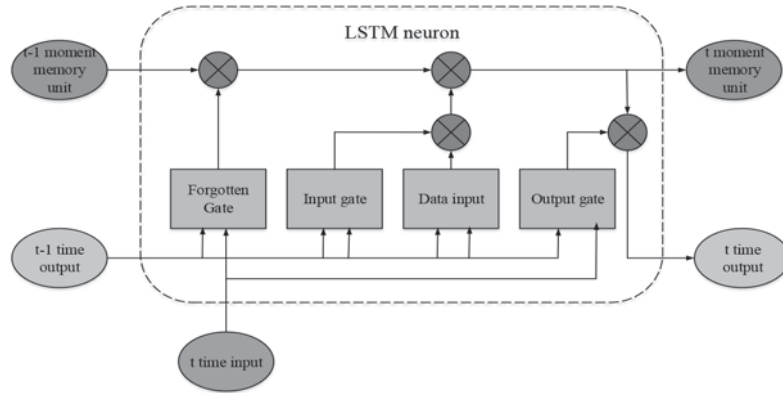 LSTM neuron
t-1 moment
memory
unit
t moment
memory
unit
Forgotten
Gate
Input gate
Data input
Output gate
t-1 time
output
t time
output
t time input